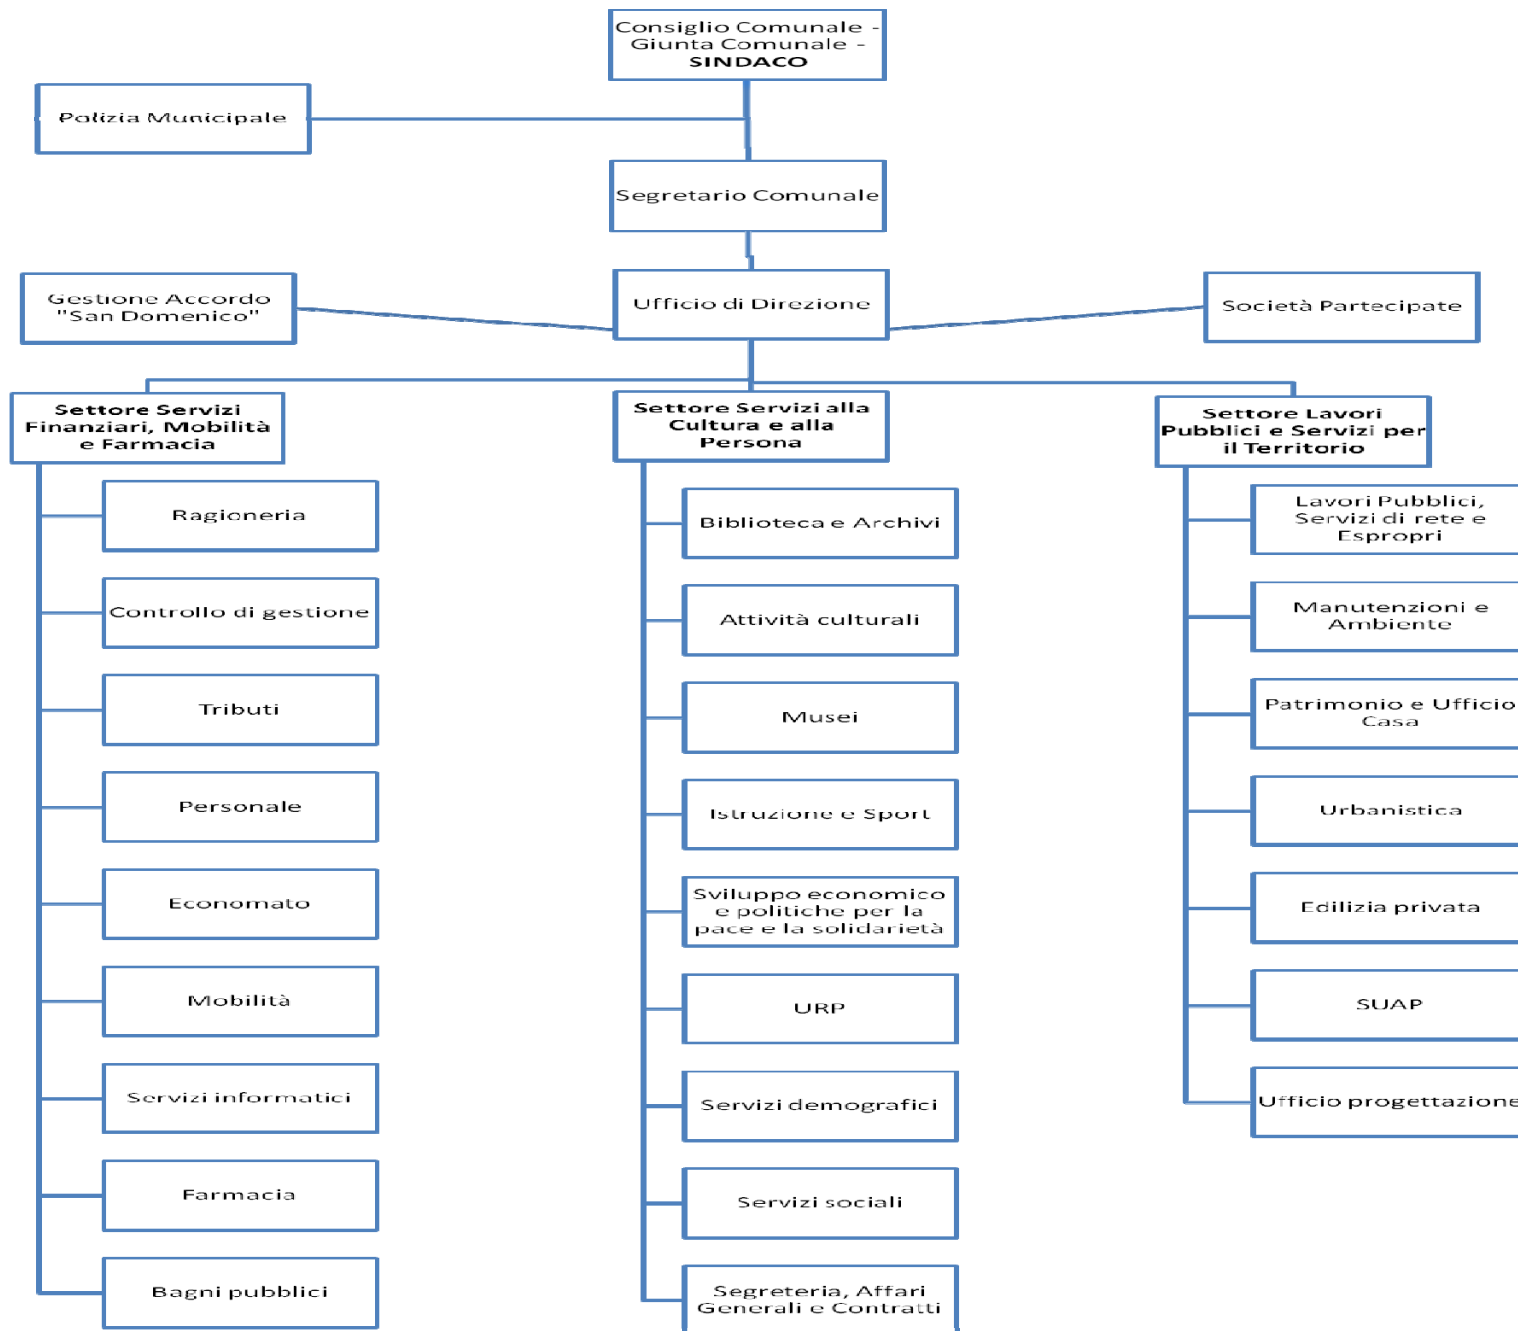 Consiglio Comunale -
Giunta Comunale -
SINDACO
Polizia Municipale
Segretario Comunale
Gestione Accordo
"San Domenico"
Ufficio di Direzione
Società Partecipate
Settore Servizi
Finanziari, Mobilità
e Farmacia
Ragioneria
Controllo di gestione
Tributi
Personale
Economato
Mobilità
Servizi informatici
Farmacia
Bagni pubblici
Settore Servizi alla
Cultura e alla
Persona
Biblioteca e Archivi
Attività culturali
Musei
Istruzione e Sport
Sviluppo economico
e politiche per la
pace e la solidarietà
URP
Servizi demografici
Servizi sociali
Segreteria, Affari
Generali e Contratti
Settore Lavori
Pubblici e Servizi per
il Territorio
Lavori Pubblici,
Servizi di rete e
Espropri
Manutenzioni e
Ambiente
Patrimonio e Ufficio
Casa
Urbanistica
Edilizia privata
SUAP
Ufficio progettazione